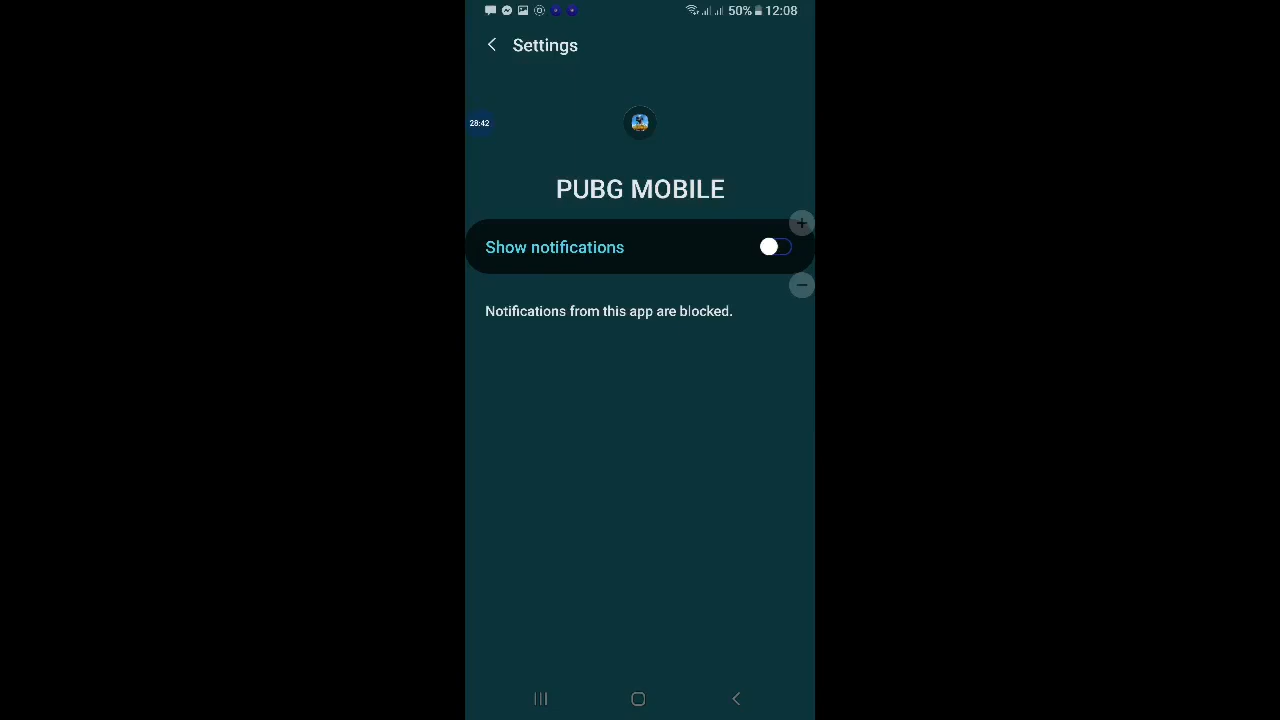 50% 12:08
Settings
28:42
PUBG MOBILE
Show notifications
Notifications from this app are blocked.